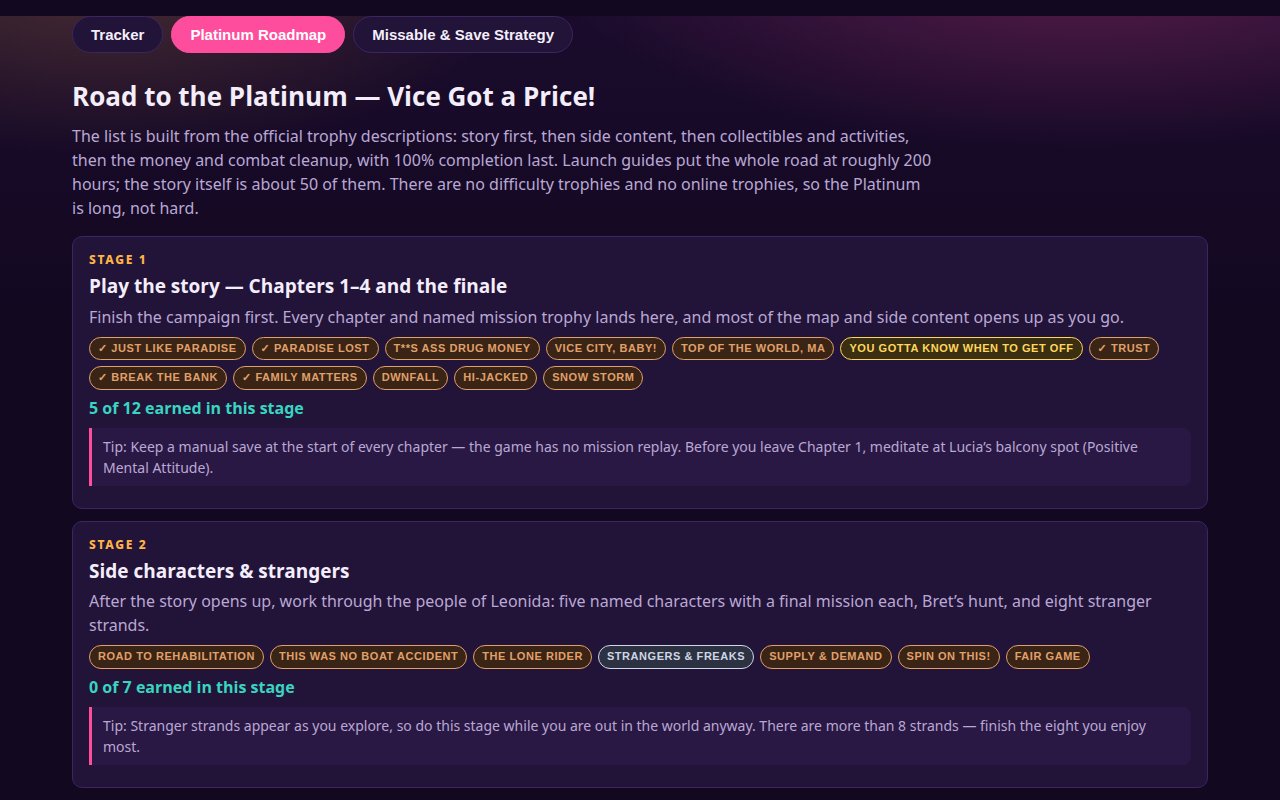 Tracker
Platinum Roadmap
Missable & Save Strategy
Road to the Platinum — Vice Got a Price!
The list is built from the official trophy descriptions: story first, then side content, then collectibles and activities,
then the money and combat cleanup, with 100% completion last. Launch guides put the whole road at roughly 200
hours; the story itself is about 50 of them. There are no difficulty trophies and no online trophies, so the Platinum
is long, not hard.
STAGE 1
Play the story — Chapters 1–4 and the finale
Finish the campaign first. Every chapter and named mission trophy lands here, and most of the map and side content opens up as you go.
✓ JUST LIKE PARADISE
✓ PARADISE LOST
T**S ASS DRUG MONEY
VICE CITY, BABY!
TOP OF THE WORLD, MA
YOU GOTTA KNOW WHEN TO GET OFF
✓ TRUST
✓ BREAK THE BANK
✓ FAMILY MATTERS
DWNFALL
HI-JACKED
SNOW STORM
5 of 12 earned in this stage
Tip: Keep a manual save at the start of every chapter — the game has no mission replay. Before you leave Chapter 1, meditate at Lucia’s balcony spot (Positive
Mental Attitude).
STAGE 2
Side characters & strangers
After the story opens up, work through the people of Leonida: five named characters with a final mission each, Bret’s hunt, and eight stranger
strands.
ROAD TO REHABILITATION
THIS WAS NO BOAT ACCIDENT
THE LONE RIDER
STRANGERS & FREAKS
SUPPLY & DEMAND
SPIN ON THIS!
FAIR GAME
0 of 7 earned in this stage
Tip: Stranger strands appear as you explore, so do this stage while you are out in the world anyway. There are more than 8 strands — finish the eight you enjoy
most.